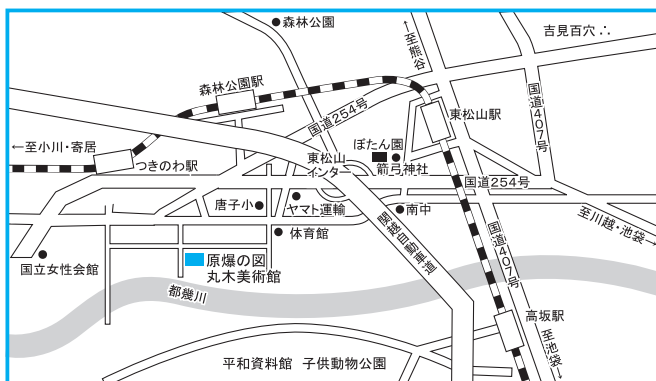 森林公園
←至熊谷
吉見百穴
森林公園駅
国道254号
国道407号
東松山駅
ぼたん園
箭弓神社
←至小川・寄居
つきのわ駅
東松山
インター
国道254号
唐子小
ヤマト運輸
南中
至川越・池袋→
体育館
関越自動車道
国道407号
国立女性会館
原爆の図
丸木美術館
都幾川
高坂駅
至池袋→
平和資料館 子供動物公園